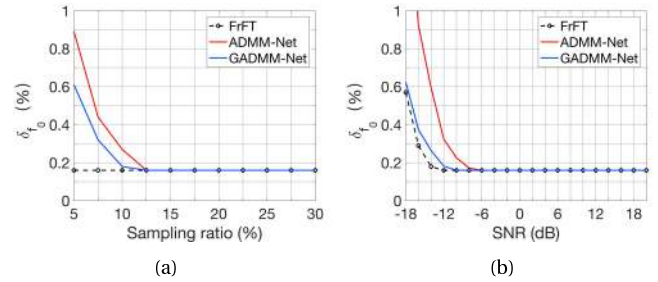 FrFT
ADMM-Net
GADMM-Net
1
0.8
0.6
0.4
0.2
0
δf0 (%)
5
10
15
20
25
30
Sampling ratio (%)
(a)
FrFT
ADMM-Net
GADMM-Net
1
0.8
0.6
0.4
0.2
0
δf0 (%)
-18
-12
-6
0
6
12
18
SNR (dB)
(b)